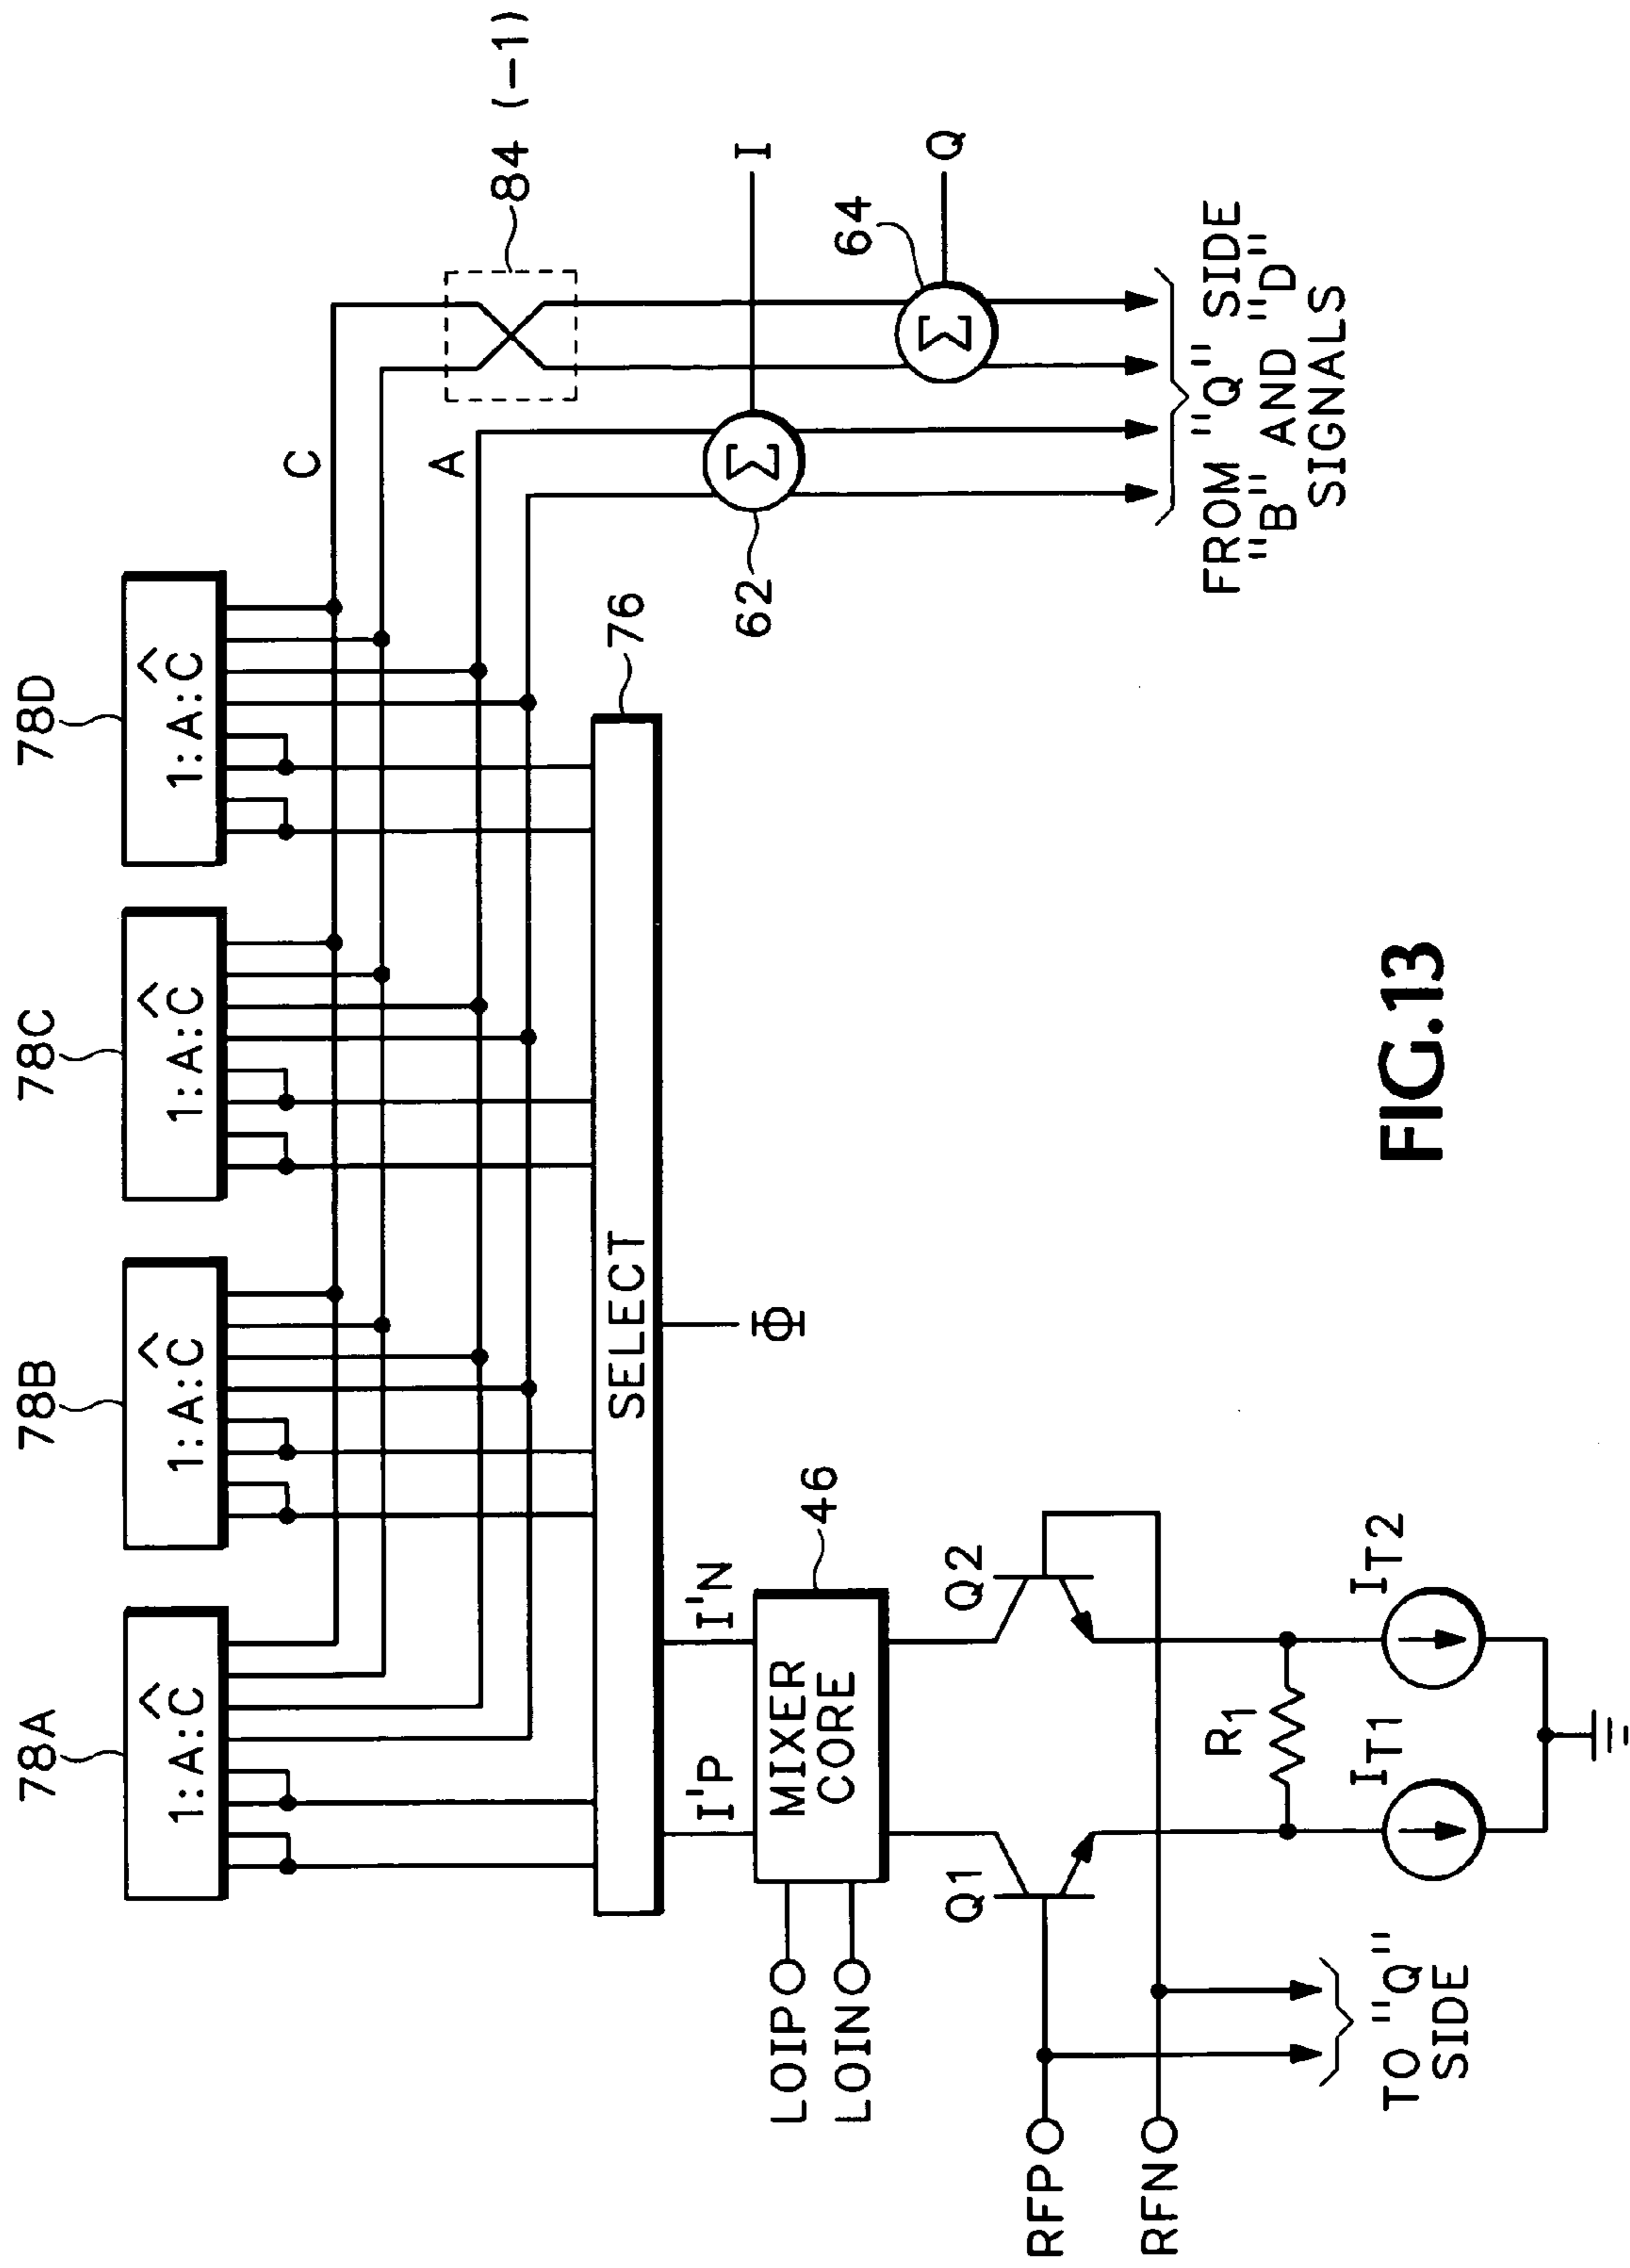 78A
78B
78C
78D
1:A:Ĉ
1:A:Ĉ
1:A:Ĉ
1:A:Ĉ
C
A
84 (−1)
SELECT
76
I
62
64
Q
Φ
I'P
I'N
LOIP
LOIN
MIXER
CORE
46
FROM "Q" SIDE
"B" AND "D"
SIGNALS
RFP
RFN
Q1
Q2
R1
IT1
IT2
TO "Q"
SIDE
FIG.13